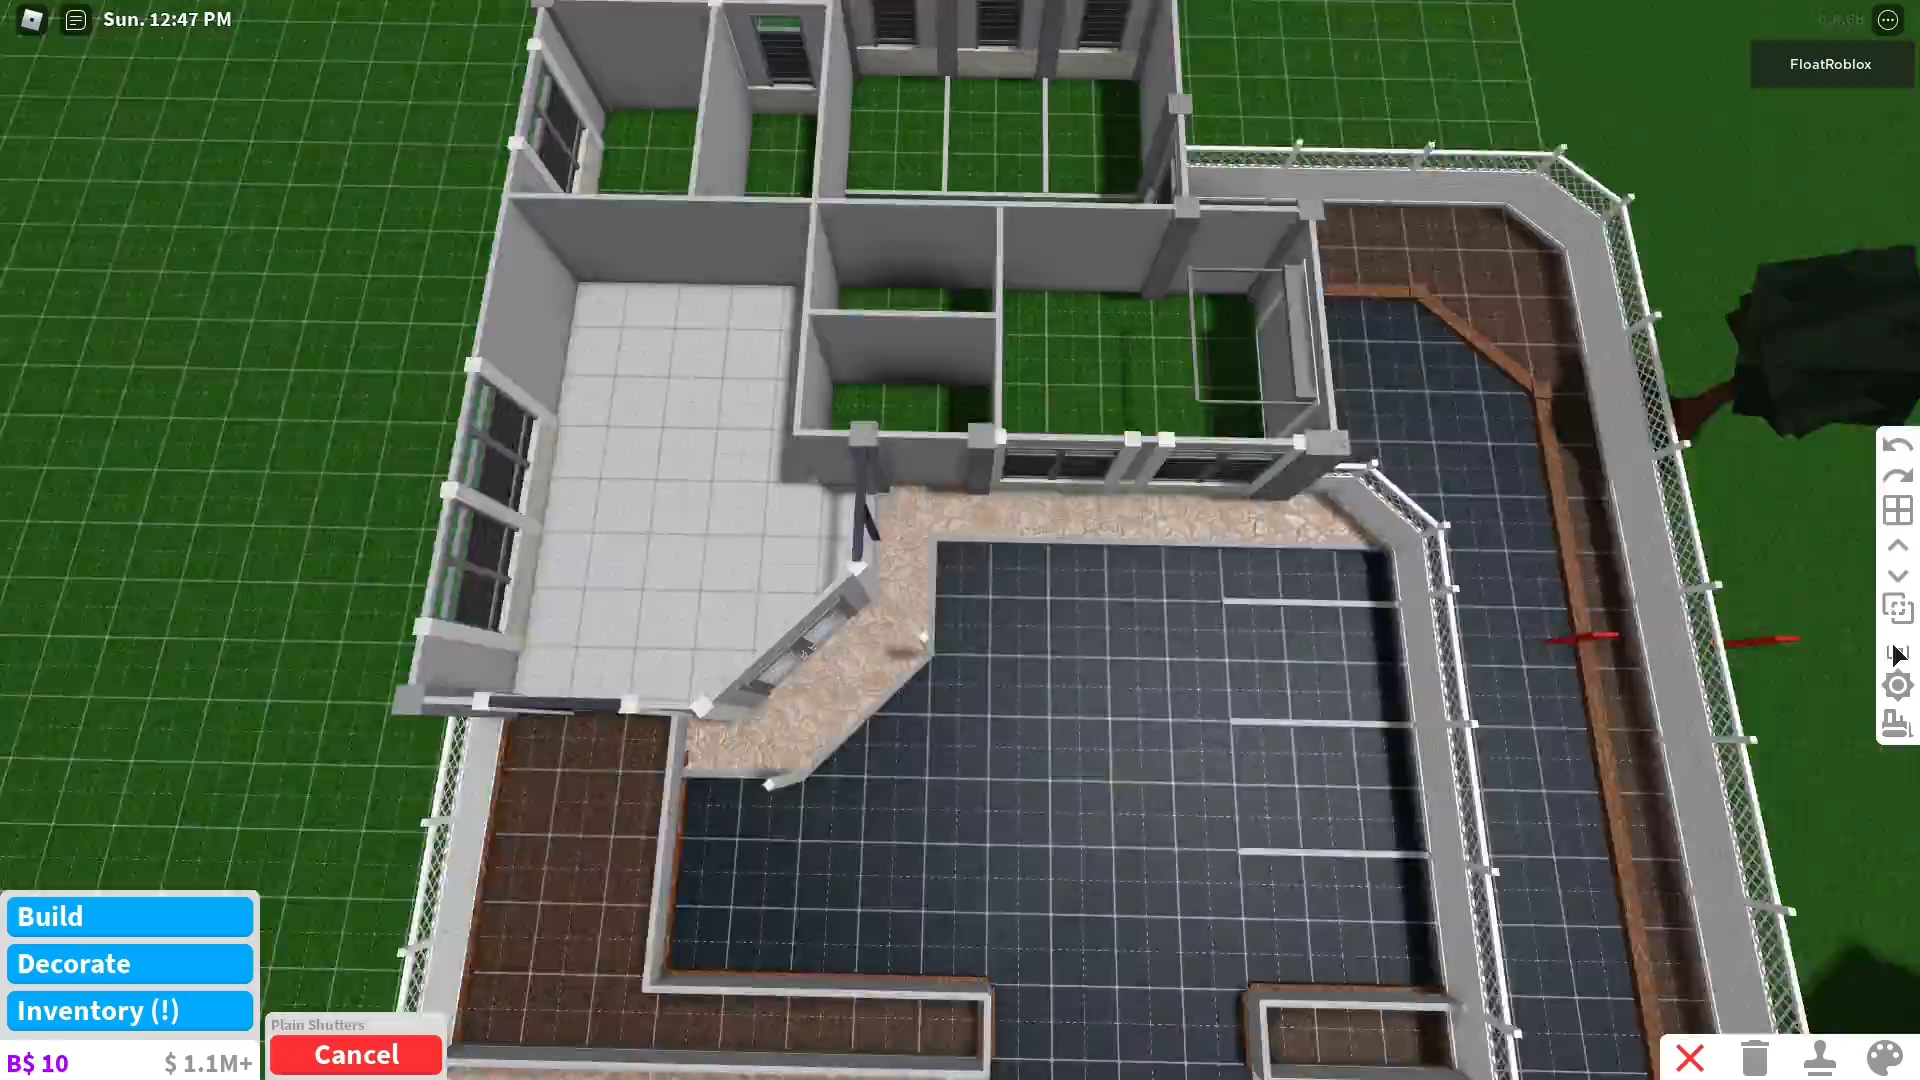 Sun. 12:47 PM
FloatRoblox
Build
Decorate
Inventory (!)
B$ 10
$ 1.1M+
Plain Shutters
Cancel